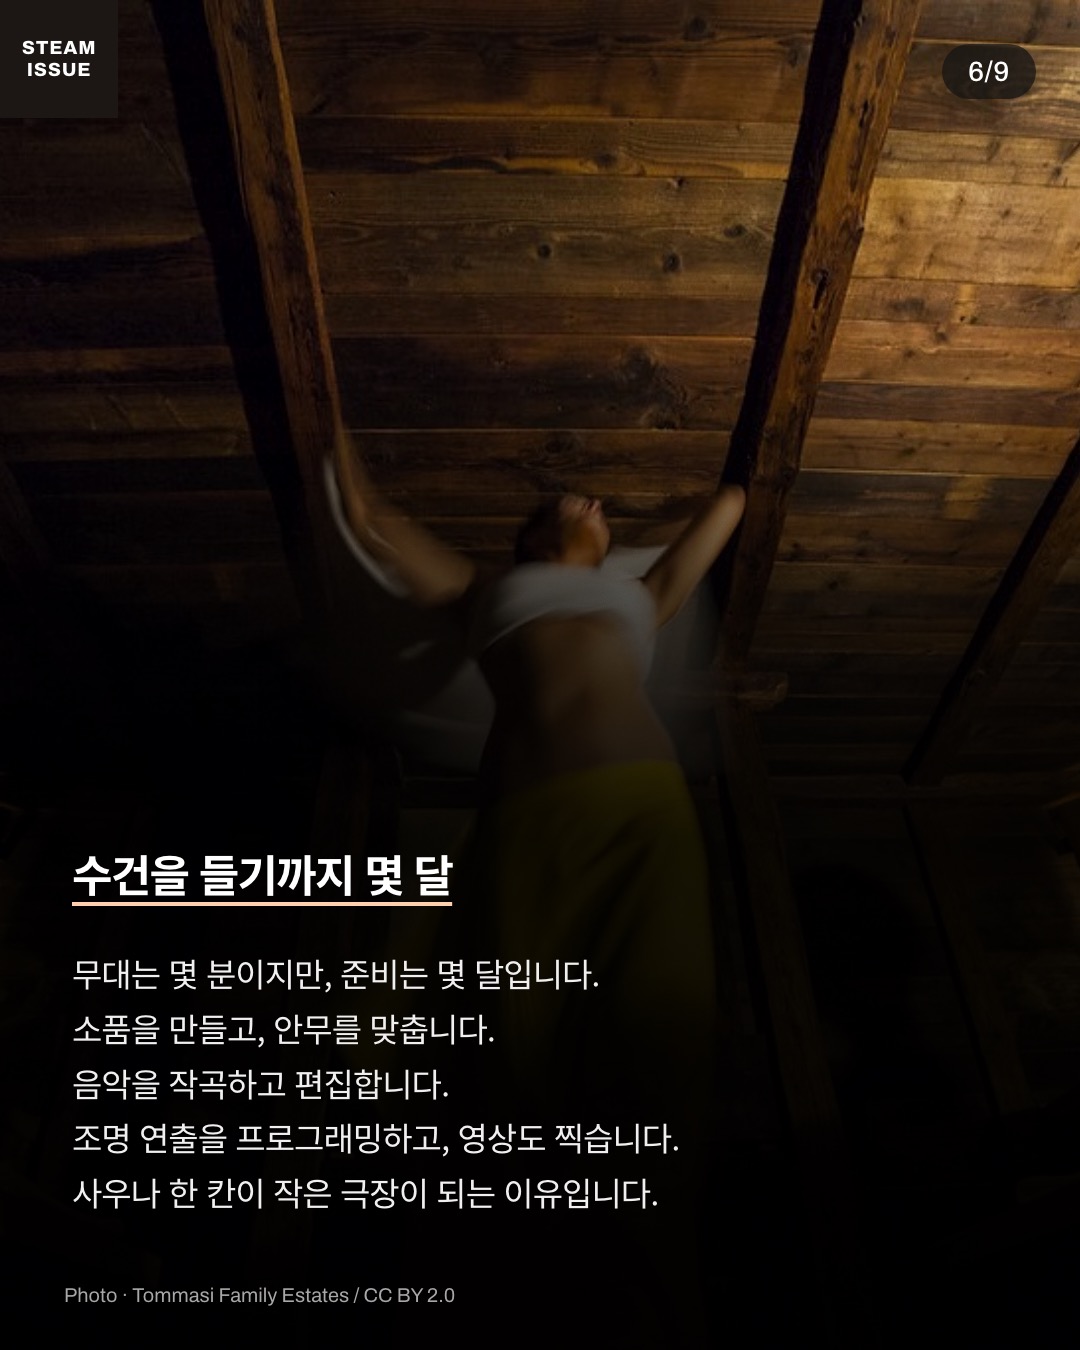 STEAM
ISSUE
6/9
수건을 들기까지 몇 달
무대는 몇 분이지만, 준비는 몇 달입니다.
소품을 만들고, 안무를 맞춥니다.
음악을 작곡하고 편집합니다.
조명 연출을 프로그래밍하고, 영상도 찍습니다.
사우나 한 칸이 작은 극장이 되는 이유입니다.
Photo · Tommasi Family Estates / CC BY 2.0